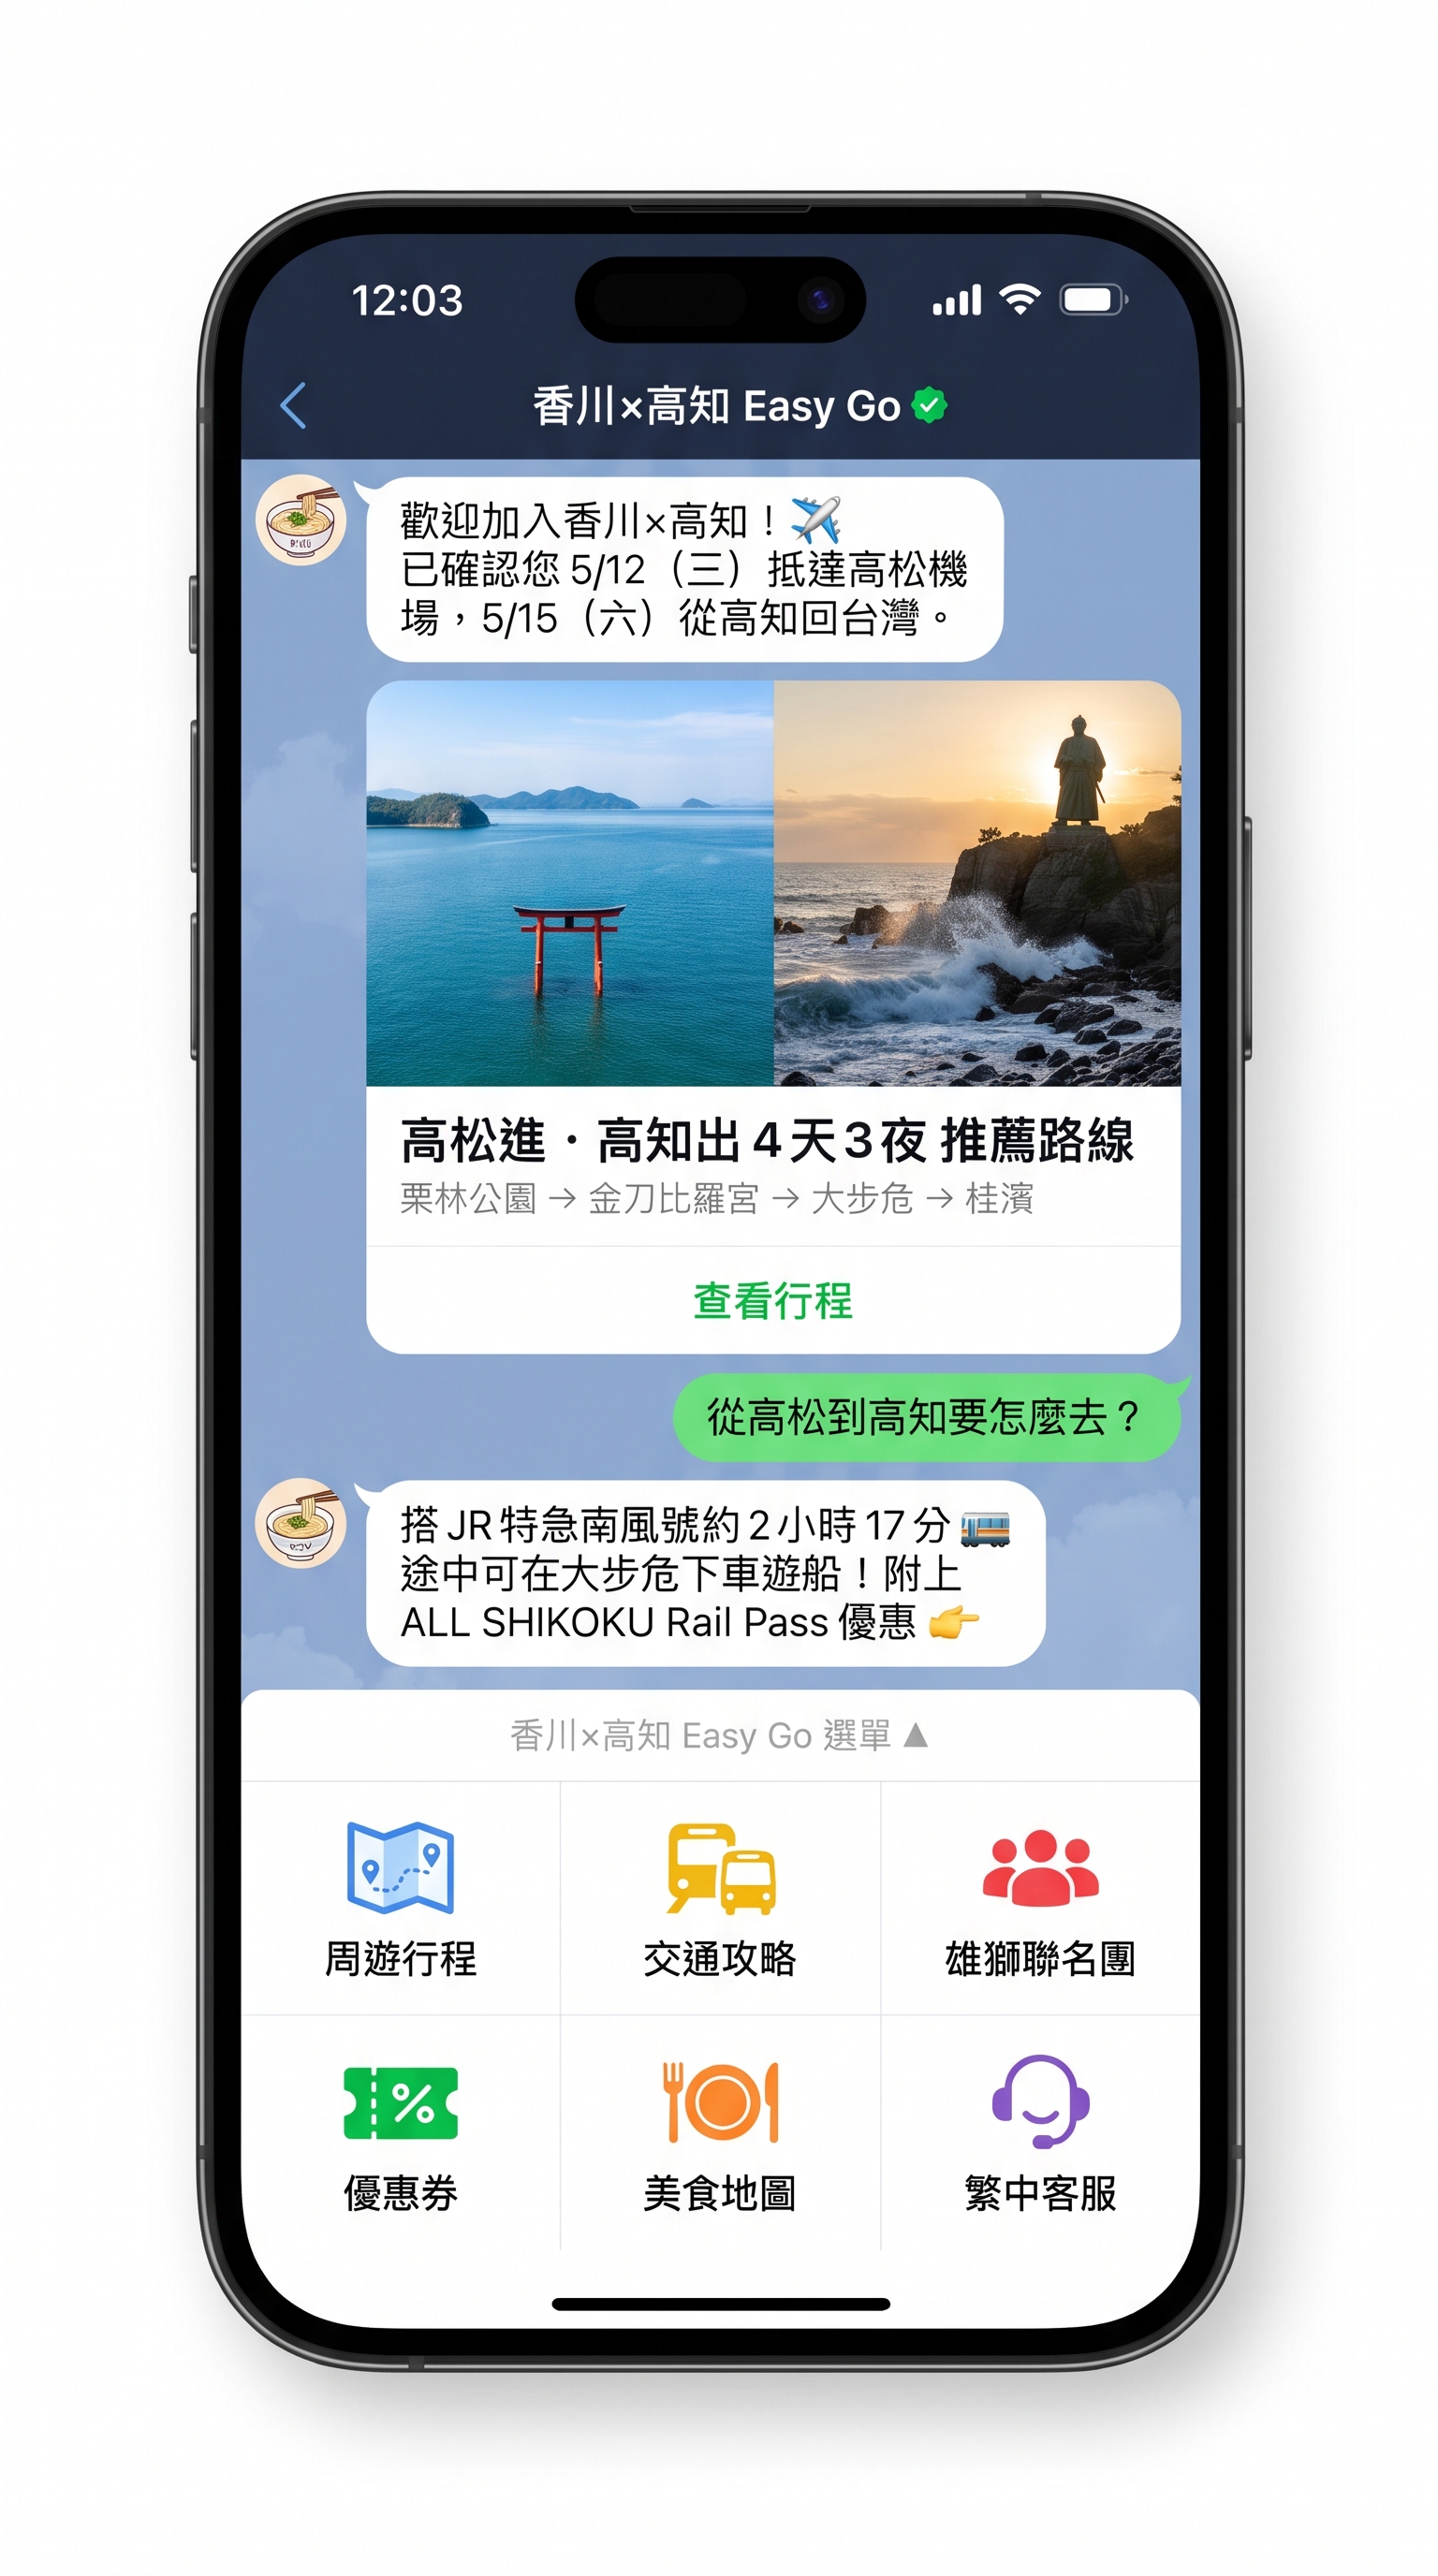 12:03
香川×高知 Easy Go
歡迎加入香川×高知！
已確認您 5/12（三）抵達高松機
場，5/15（六）從高知回台灣。
高松進・高知出 4天3夜 推薦路線
栗林公園 → 金刀比羅宮 → 大步危 → 桂濱
查看行程
從高松到高知要怎麼去？
搭 JR 特急南風號約 2 小時 17 分
途中可在大步危下車遊船！附上
ALL SHIKOKU Rail Pass 優惠
香川×高知 Easy Go 選單 ▲
周遊行程
交通攻略
雄獅聯名團
優惠券
美食地圖
繁中客服